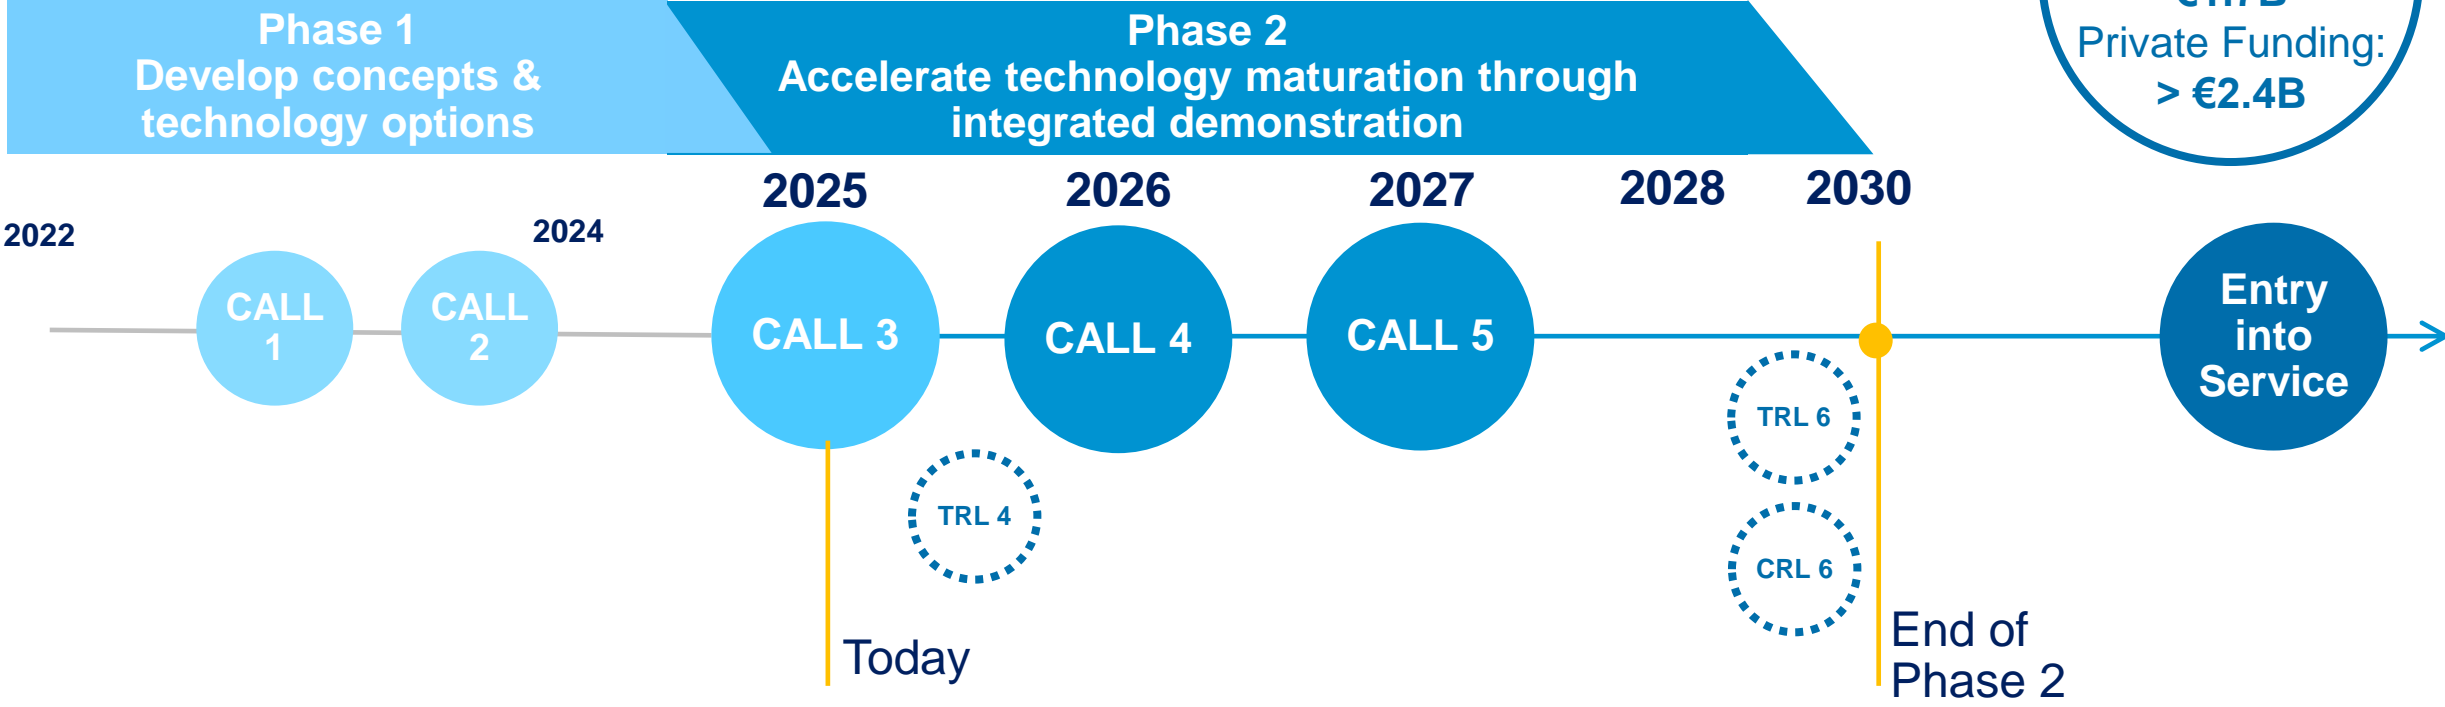 Phase 1
Develop concepts &
technology options
Phase 2
Accelerate technology maturation through
integrated demonstration
Private Funding:
> €2.4B
2022
2024
2025
2026
2027
2028
2030
CALL
1
CALL
2
CALL 3
CALL 4
CALL 5
Entry
into
Service
TRL 4
TRL 6
CRL 6
Today
End of
Phase 2